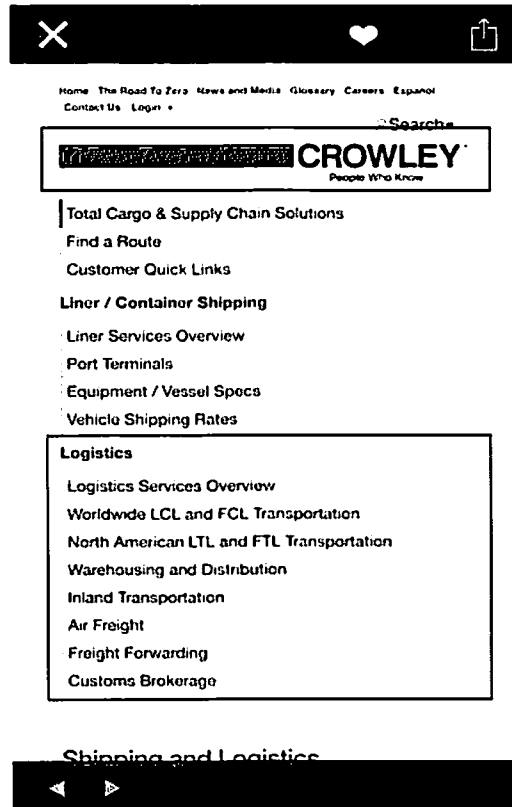 Home The Road To Zero News and Media Glossary Careers Espanol
Contact Us Login +
Search
CROWLEY
People Who Know
Total Cargo & Supply Chain Solutions
Find a Route
Customer Quick Links
Liner / Container Shipping
Liner Services Overview
Port Terminals
Equipment / Vessel Specs
Vehicle Shipping Rates
Logistics
Logistics Services Overview
Worldwide LCL and FCL Transportation
North American LTL and FTL Transportation
Warehousing and Distribution
Inland Transportation
Air Freight
Freight Forwarding
Customs Brokerage
Shipping and Logistics